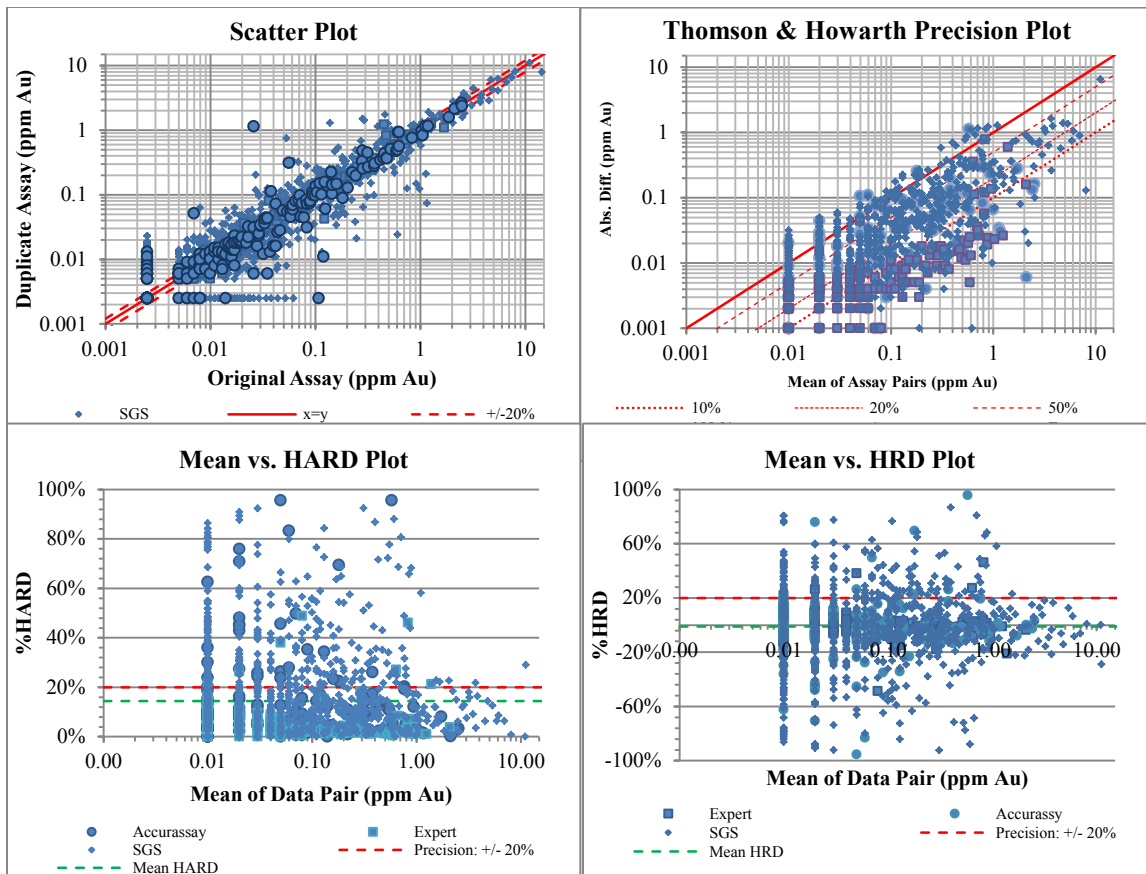 Scatter Plot
Duplicate Assay (ppm Au)
10
1
0.1
0.01
0.001
0.001 0.01 0.1 1 10
Original Assay (ppm Au)
SGS x=y +/-20%
Thomson & Howarth Precision Plot
Abs. Diff. (ppm Au)
10
1
0.1
0.01
0.001
0.001 0.01 0.1 1 10
Mean of Assay Pairs (ppm Au)
10% 20% 50%
Mean vs. HARD Plot
%HARD
100%
80%
60%
40%
20%
0%
0.00 0.01 0.10 1.00 10.00
Mean of Data Pair (ppm Au)
Accurassay Expert
SGS Precision: +/- 20%
Mean HARD
Mean vs. HRD Plot
%HRD
100%
60%
20%
-20%
-60%
-100%
0.00 0.01 0.10 1.00 10.00
Mean of Data Pair (ppm Au)
Expert Accurassy
SGS Precision: +/- 20%
Mean HRD